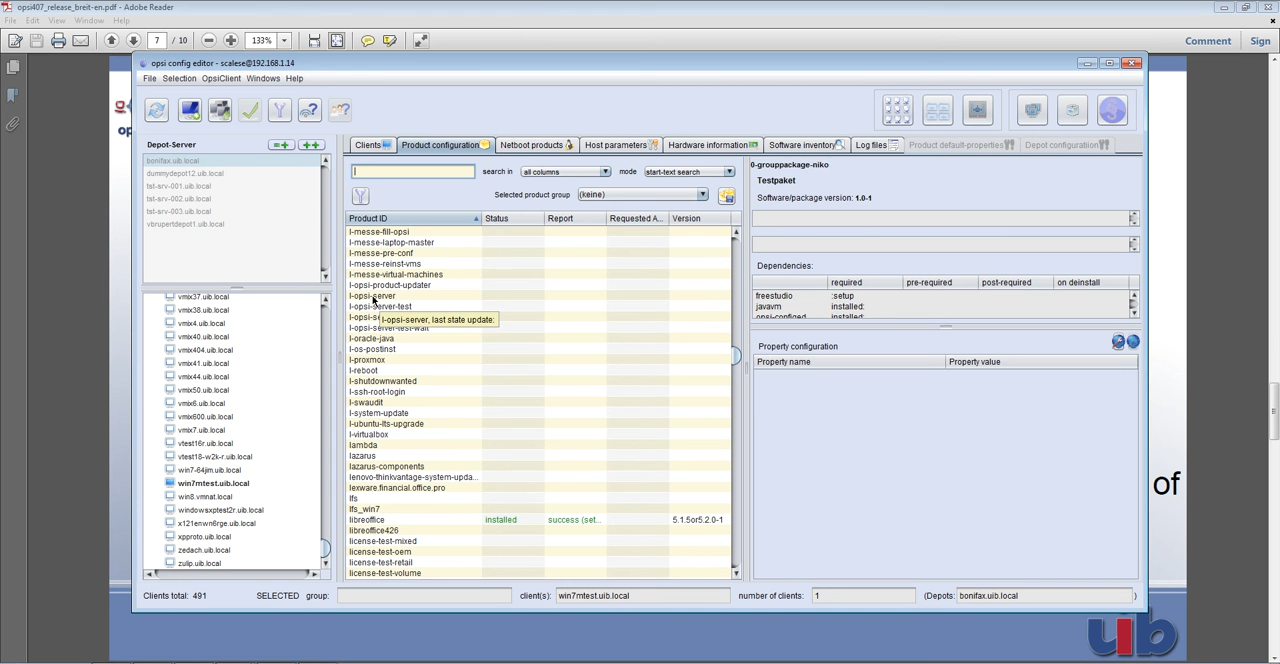 opsi407_release_breit-en.pdf - Adobe Reader
File Edit View Window Help
7 / 10 133% Comment Sign
opsi config editor - scalese@192.168.1.14
File Selection OpsiClient Windows Help
Depot-Server
bonifax.uib.local
dummydepot12.uib.local
tst-srv-001.uib.local
tst-srv-002.uib.local
tst-srv-003.uib.local
vbrupertdepot1.uib.local
vmix37.uib.local
vmix38.uib.local
vmix4.uib.local
vmix40.uib.local
vmix404.uib.local
vmix41.uib.local
vmix44.uib.local
vmix50.uib.local
vmix6.uib.local
vmix600.uib.local
vmix7.uib.local
vtest16r.uib.local
vtest18-w2k-r.uib.local
win7-64jim.uib.local
win7mtest.uib.local
win8.vmnat.local
windowsxptest2r.uib.local
x121enwn6rge.uib.local
xpproto.uib.local
zedach.uib.local
zulip.uib.local
Clients Product configuration Netboot products Host parameters Hardware information Software inventory Log files Product default-properties Depot configuration
search in all columns mode start-text search
Selected product group (keine)
Product ID Status Report Requested A... Version
l-messe-fill-opsi
l-messe-laptop-master
l-messe-pre-conf
l-messe-reinst-vms
l-messe-virtual-machines
l-opsi-product-updater
l-opsi-server
l-opsi-server-test
l-opsi-se
l-opsi-server, last state update:
l-opsi-server-test-wait
l-oracle-java
l-os-postinst
l-proxmox
l-reboot
l-shutdownwanted
l-ssh-root-login
l-swaudit
l-system-update
l-ubuntu-lts-upgrade
l-virtualbox
lambda
lazarus
lazarus-components
lenovo-thinkvantage-system-upda...
lexware.financial.office.pro
lfs
lfs_win7
libreoffice installed success (set... 5.1.5or5.2.0-1
libreoffice426
license-test-mixed
license-test-oem
license-test-retail
license-test-volume
0-grouppackage-niko
Testpaket
Software/package version: 1.0-1
Dependencies:
required pre-required post-required on deinstall
freestudio :setup
javavm installed:
opsi-configed installed:
Property configuration
Property name Property value
Clients total: 491 SELECTED group: client(s): win7mtest.uib.local number of clients: 1 (Depots: bonifax.uib.local )
op
of
uib